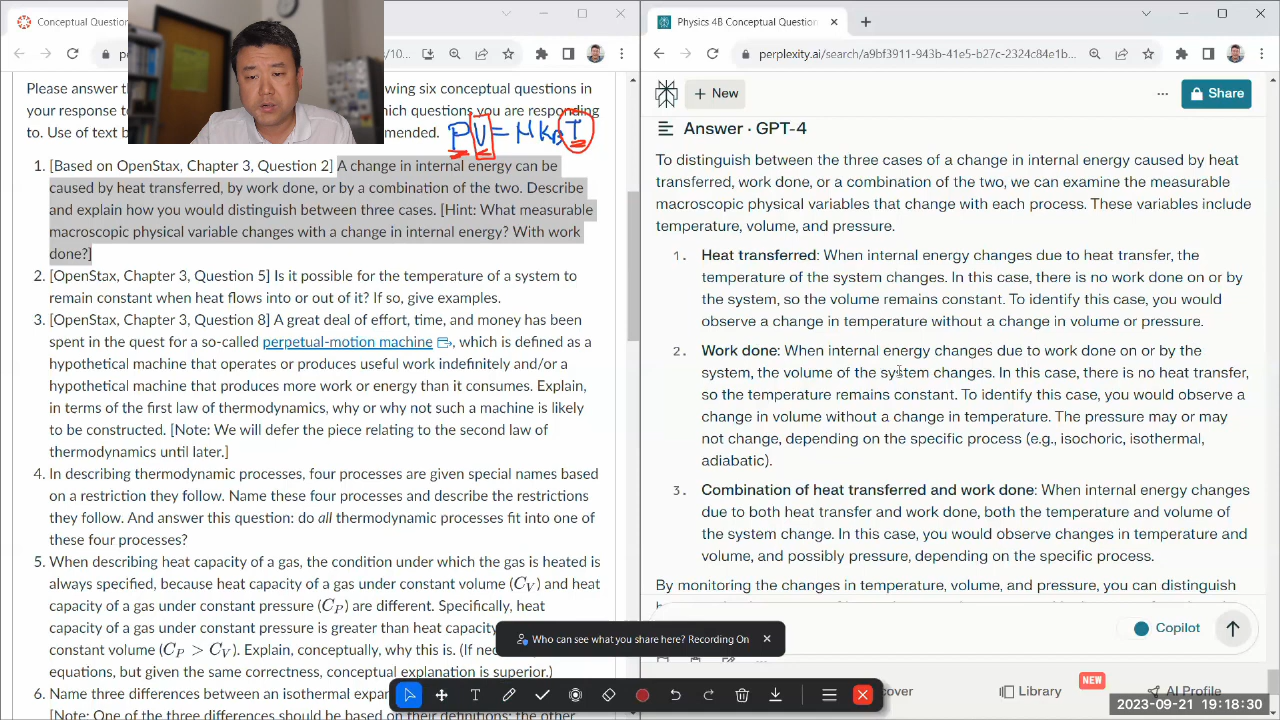 Canvas
10...
Please answer th
wing six conceptual questions in
your response to
hich questions you are responding
to. Use of text b
mmended.
PV = NkBT
1. [Based on OpenStax, Chapter 3, Question 2] A change in internal energy can be
caused by heat transferred, by work done, or by a combination of the two. Describe
and explain how you would distinguish between three cases. [Hint: What measurable
macroscopic physical variable changes with a change in internal energy? With work
done?]
2. [OpenStax, Chapter 3, Question 5] Is it possible for the temperature of a system to
remain constant when heat flows into or out of it? If so, give examples.
3. [OpenStax, Chapter 3, Question 8] A great deal of effort, time, and money has been
spent in the quest for a so-called perpetual-motion machine, which is defined as a
hypothetical machine that operates or produces useful work indefinitely and/or a
hypothetical machine that produces more work or energy than it consumes. Explain,
in terms of the first law of thermodynamics, why or why not such a machine is likely
to be constructed. [Note: We will defer the piece relating to the second law of
thermodynamics until later.]
4. In describing thermodynamic processes, four processes are given special names based
on a restriction they follow. Name these four processes and describe the restrictions
they follow. And answer this question: do all thermodynamic processes fit into one of
these four processes?
5. When describing heat capacity of a gas, the condition under which the gas is heated is
always specified, because heat capacity of a gas under constant volume (CV) and heat
capacity of a gas under constant pressure (CP) are different. Specifically, heat
capacity of a gas under constant pressure is greater than heat capacity
constant volume (CP > CV). Explain, conceptually, why this is. (If nec
equations, but given the same correctness, conceptual explanation is superior.)
6. Name three differences between an isothermal expan
[Note: One of the three differences should be based on their definitions; the other
Physics 4B Conceptual Question
perplexity.ai/search/a9bf3911-943b-41e5-b27c-2324c84e1b...
New
Share
Answer · GPT-4
To distinguish between the three cases of a change in internal energy caused by heat
transferred, work done, or a combination of the two, we can examine the measurable
macroscopic physical variables that change with each process. These variables include
temperature, volume, and pressure.
1. Heat transferred: When internal energy changes due to heat transfer, the
temperature of the system changes. In this case, there is no work done on or by
the system, so the volume remains constant. To identify this case, you would
observe a change in temperature without a change in volume or pressure.
2. Work done: When internal energy changes due to work done on or by the
system, the volume of the system changes. In this case, there is no heat transfer,
so the temperature remains constant. To identify this case, you would observe a
change in volume without a change in temperature. The pressure may or may
not change, depending on the specific process (e.g., isochoric, isothermal,
adiabatic).
3. Combination of heat transferred and work done: When internal energy changes
due to both heat transfer and work done, both the temperature and volume of
the system change. In this case, you would observe changes in temperature and
volume, and possibly pressure, depending on the specific process.
By monitoring the changes in temperature, volume, and pressure, you can distinguish
Copilot
Who can see what you share here? Recording On
cover
Library
NEW
AI Profile
2023-09-21 19:18:30